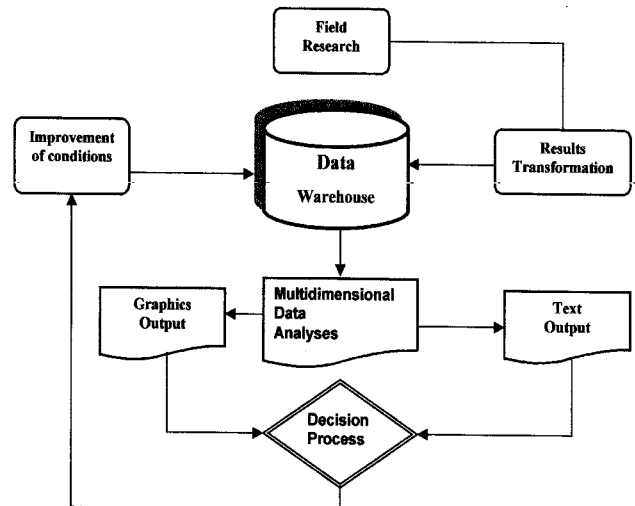 Field
Research
Improvement
of conditions
Data
Warehouse
Results
Transformation
Graphics
Output
Multidimensional
Data
Analyses
Text
Output
Decision
Process